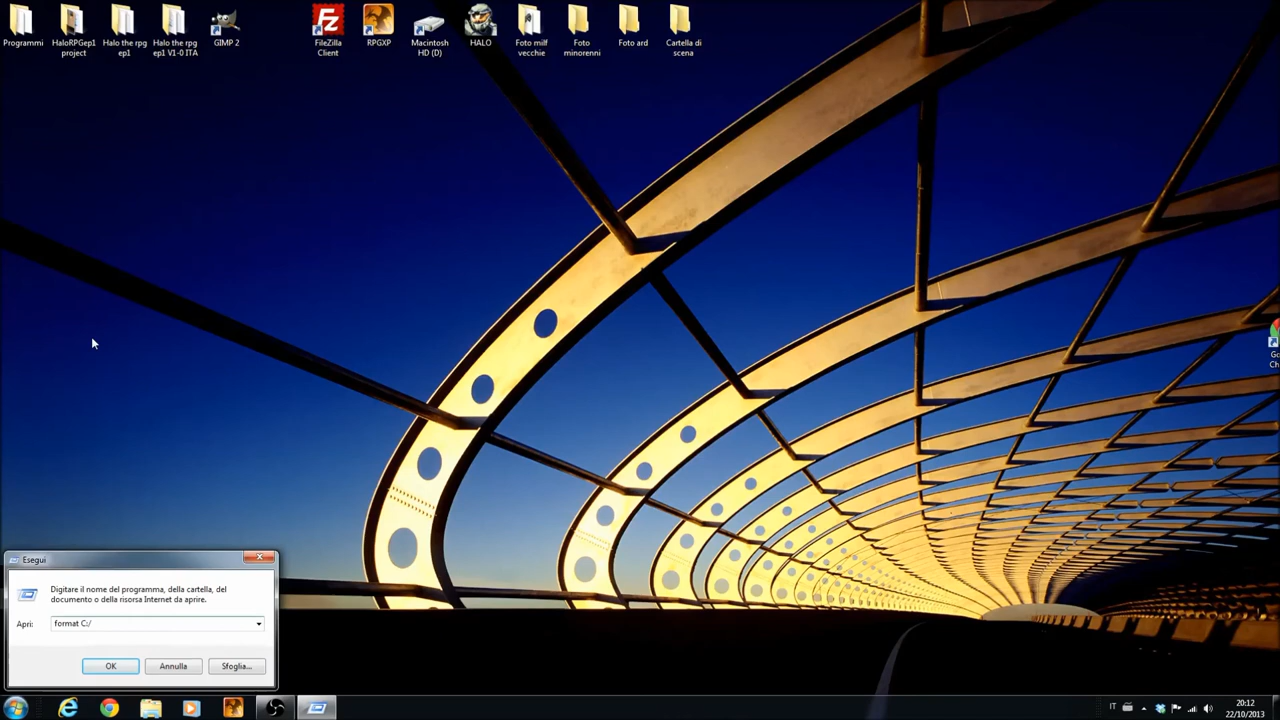 Programmi
HaloRPGep1
project
Halo the rpg
ep1
Halo the rpg
ep1 V1-0 ITA
GIMP 2
FileZilla
Client
RPGXP
Macintosh
HD (D)
HALO
Foto milf
vecchie
Foto
minorenni
Foto ard
Cartella di
scena
Go
Ch
Esegui
Digitare il nome del programma, della cartella, del
documento o della risorsa Internet da aprire.
Apri:
format C:/
OK
Annulla
Sfoglia...
IT
20:12
22/10/2013